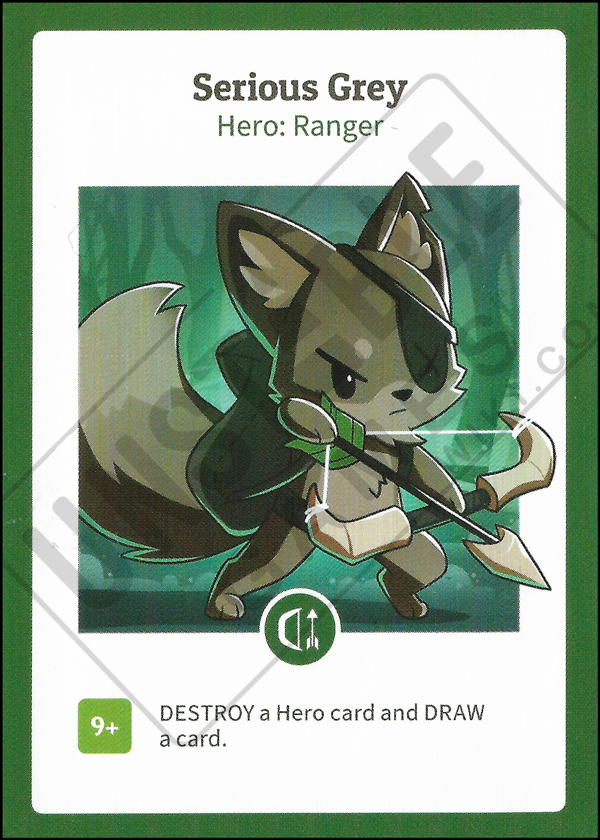 Serious Grey
Hero: Ranger
9+
DESTROY a Hero card and DRAW
a card.